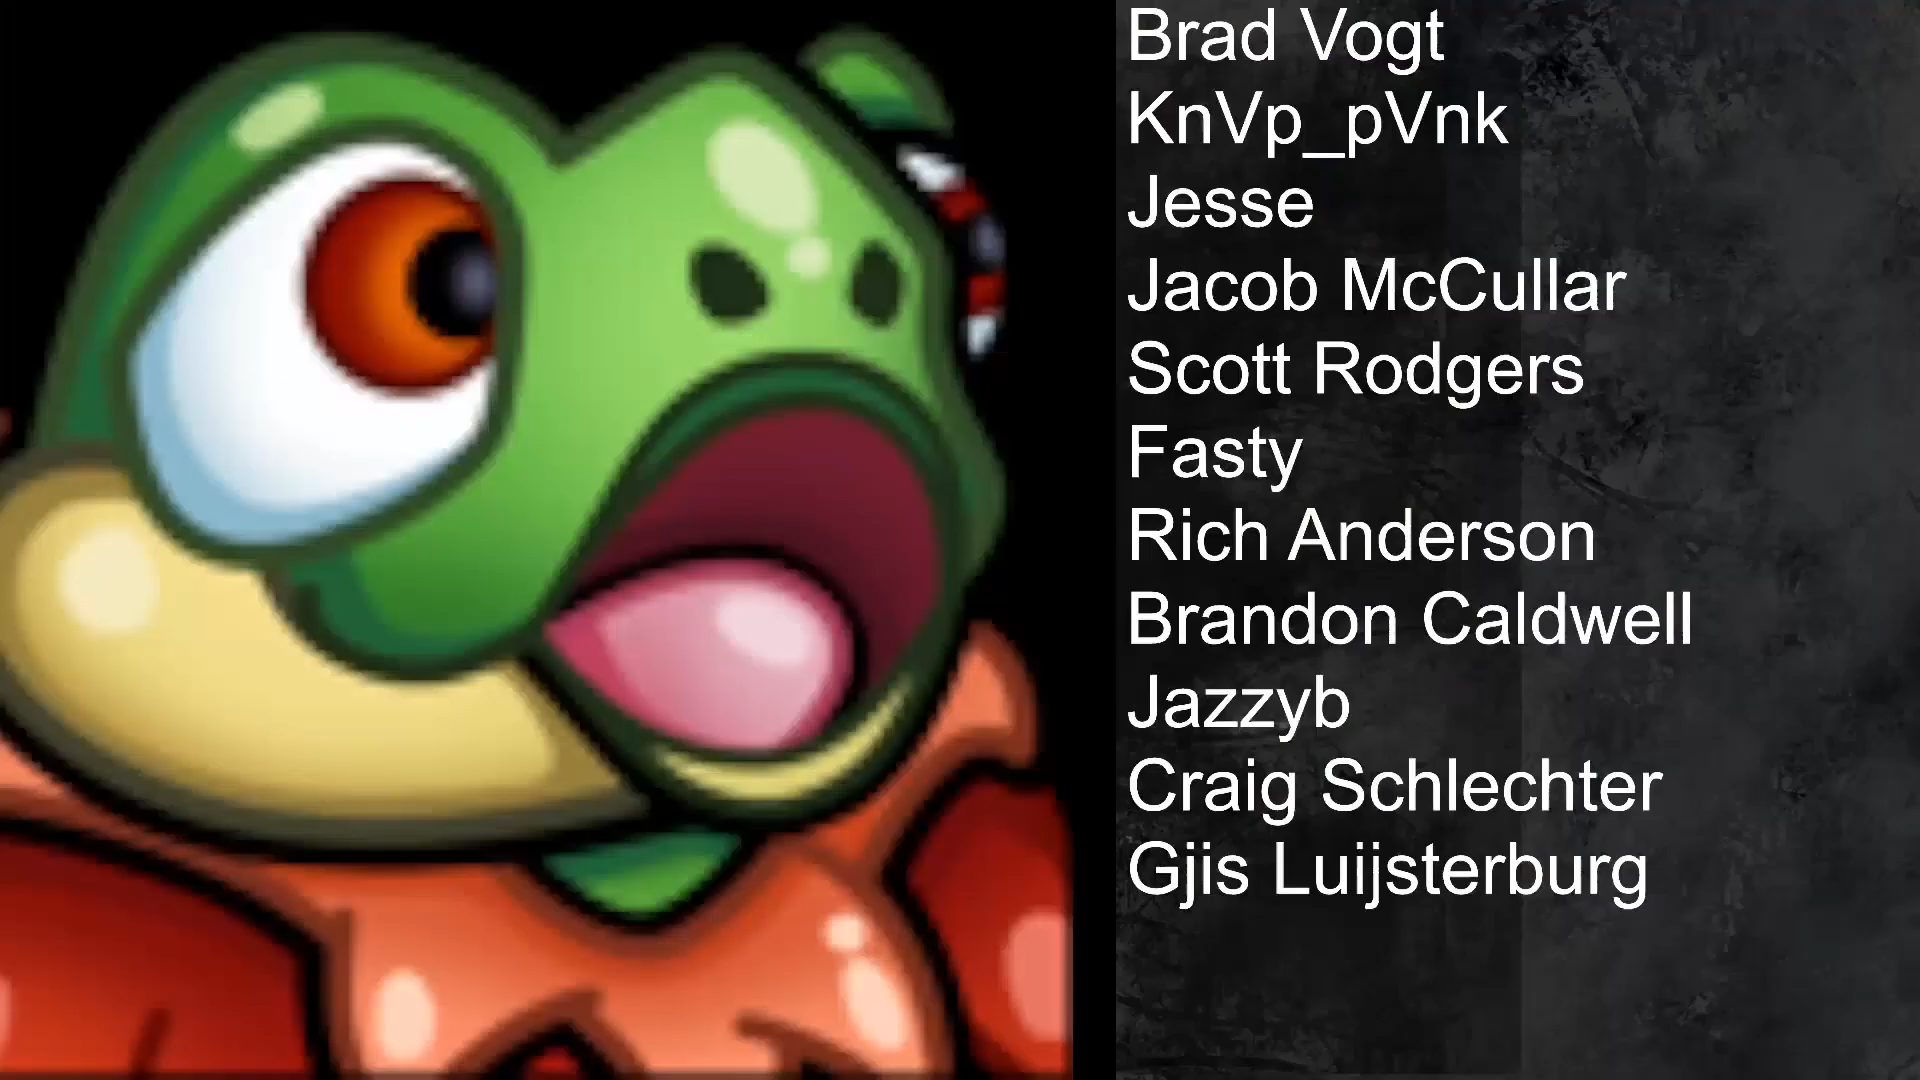 Brad Vogt
KnVp_pVnk
Jesse
Jacob McCullar
Scott Rodgers
Fasty
Rich Anderson
Brandon Caldwell
Jazzyb
Craig Schlechter
Gjis Luijsterburg